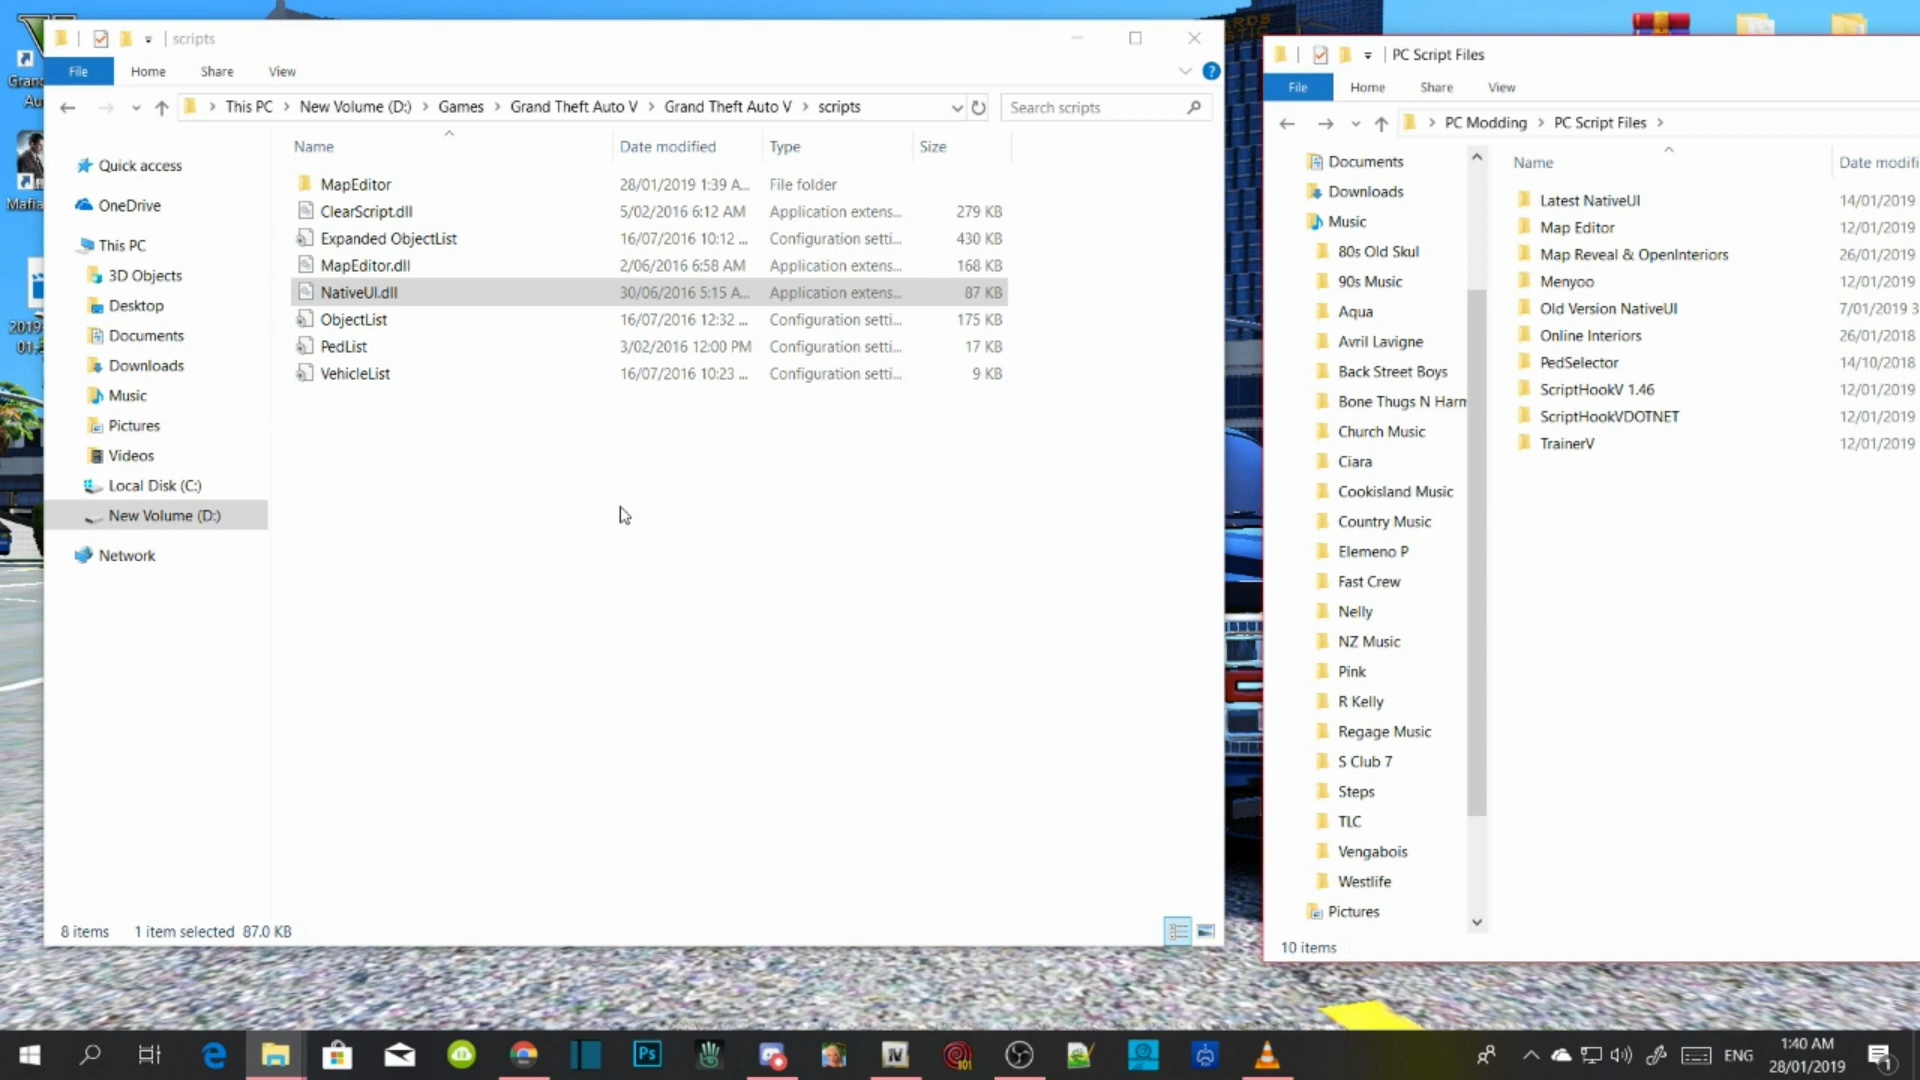 scripts
File
Home
Share
View
This PC
New Volume (D:)
Games
Grand Theft Auto V
Grand Theft Auto V
scripts
Search scripts
Name
Date modified
Type
Size
Quick access
OneDrive
This PC
3D Objects
Desktop
Documents
Downloads
Music
Pictures
Videos
Local Disk (C:)
New Volume (D:)
Network
MapEditor 28/01/2019 1:39 A... File folder
ClearScript.dll 5/02/2016 6:12 AM Application extens... 279 KB
Expanded ObjectList 16/07/2016 10:12 ... Configuration setti... 430 KB
MapEditor.dll 2/06/2016 6:58 AM Application extens... 168 KB
NativeUI.dll 30/06/2016 5:15 A... Application extens... 87 KB
ObjectList 16/07/2016 12:32 ... Configuration setti... 175 KB
PedList 3/02/2016 12:00 PM Configuration setti... 17 KB
VehicleList 16/07/2016 10:23 ... Configuration setti... 9 KB
8 items 1 item selected 87.0 KB
PC Script Files
File
Home
Share
View
PC Modding
PC Script Files
Documents
Downloads
Music
80s Old Skul
90s Music
Aqua
Avril Lavigne
Back Street Boys
Bone Thugs N Harm
Church Music
Ciara
Cookisland Music
Country Music
Elemeno P
Fast Crew
Nelly
NZ Music
Pink
R Kelly
Regage Music
S Club 7
Steps
TLC
Vengabois
Westlife
Pictures
Name
Date modifi
Latest NativeUI 14/01/2019
Map Editor 12/01/2019
Map Reveal & OpenInteriors 26/01/2019
Menyoo 12/01/2019
Old Version NativeUI 7/01/2019 3
Online Interiors 26/01/2018
PedSelector 14/10/2018
ScriptHookV 1.46 12/01/2019
ScriptHookVDOTNET 12/01/2019
TrainerV 12/01/2019
10 items
Gran
Au
Mafia
2019
01-
Ps
IV
101
ENG
1:40 AM
28/01/2019
1